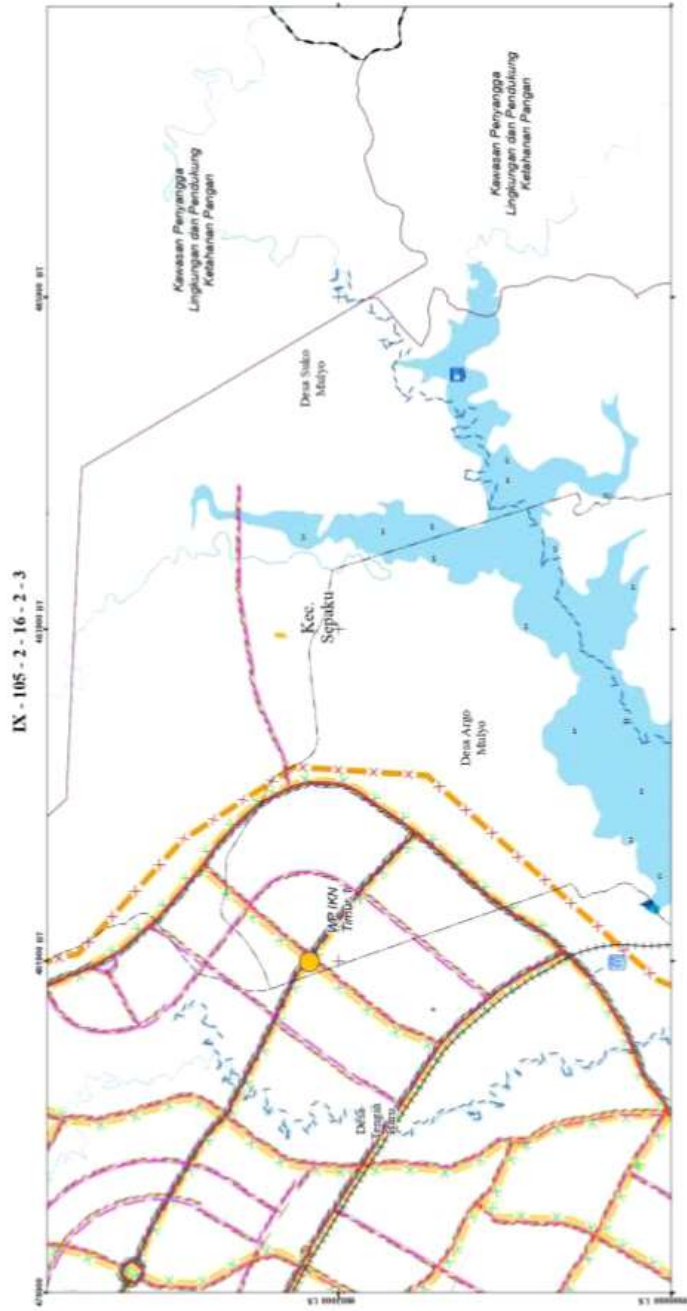 IX - 105 - 2 - 16 - 2 - 3
Kawasan Penyangga
Lingkungan dan Pendukung
Ketahanan Pangan
Kawasan Penyangga
Lingkungan dan Pendukung
Ketahanan Pangan
Desa Suko
Mulyo
Kec.
Sepaku
Desa Argo
Mulyo
WP IKN
Timur 1
Desa
Tengin
Baru